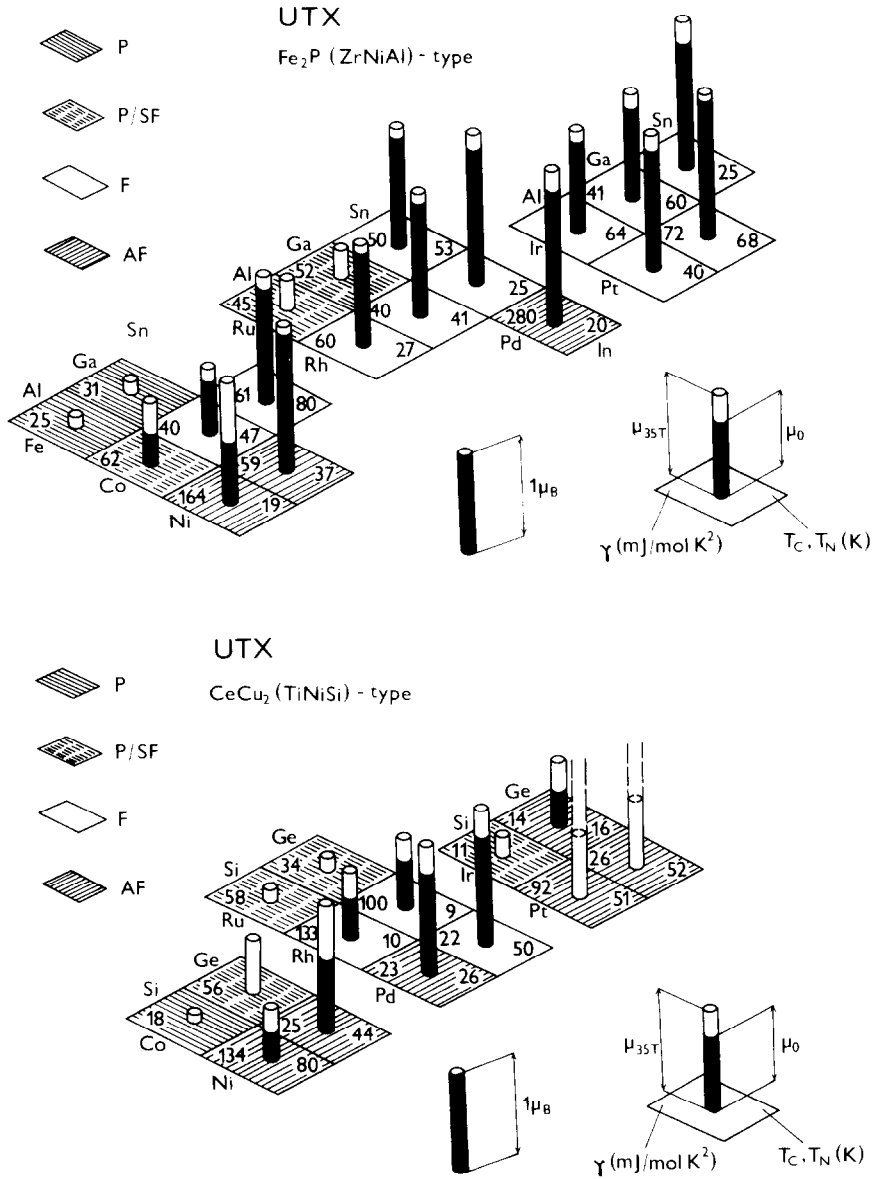 UTX
Fe₂P (ZrNiAl) - type
P
P/SF
F
AF
Sn
Ga
Al
41
60
25
Ir
64
72
68
Pt
40
Sn
Ga
Al
50
53
52
45
Ru
40
25
60
41
280
20
Rh
27
Pd
In
Sn
Ga
Al
31
61
80
25
40
47
Fe
62
59
37
Co
164
19
Ni
1μB
μ35T
μ0
γ(mJ/mol K²)
TC, TN (K)
UTX
CeCu₂ (TiNiSi) - type
P
P/SF
F
AF
Ge
Si
14
16
11
Ir
26
52
92
51
Pt
Ge
Si
34
58
100
9
Ru
133
10
22
50
Rh
23
26
Pd
Ge
Si
56
18
25
44
Co
134
80
Ni
1μB
μ35T
μ0
γ(mJ/mol K²)
TC, TN (K)